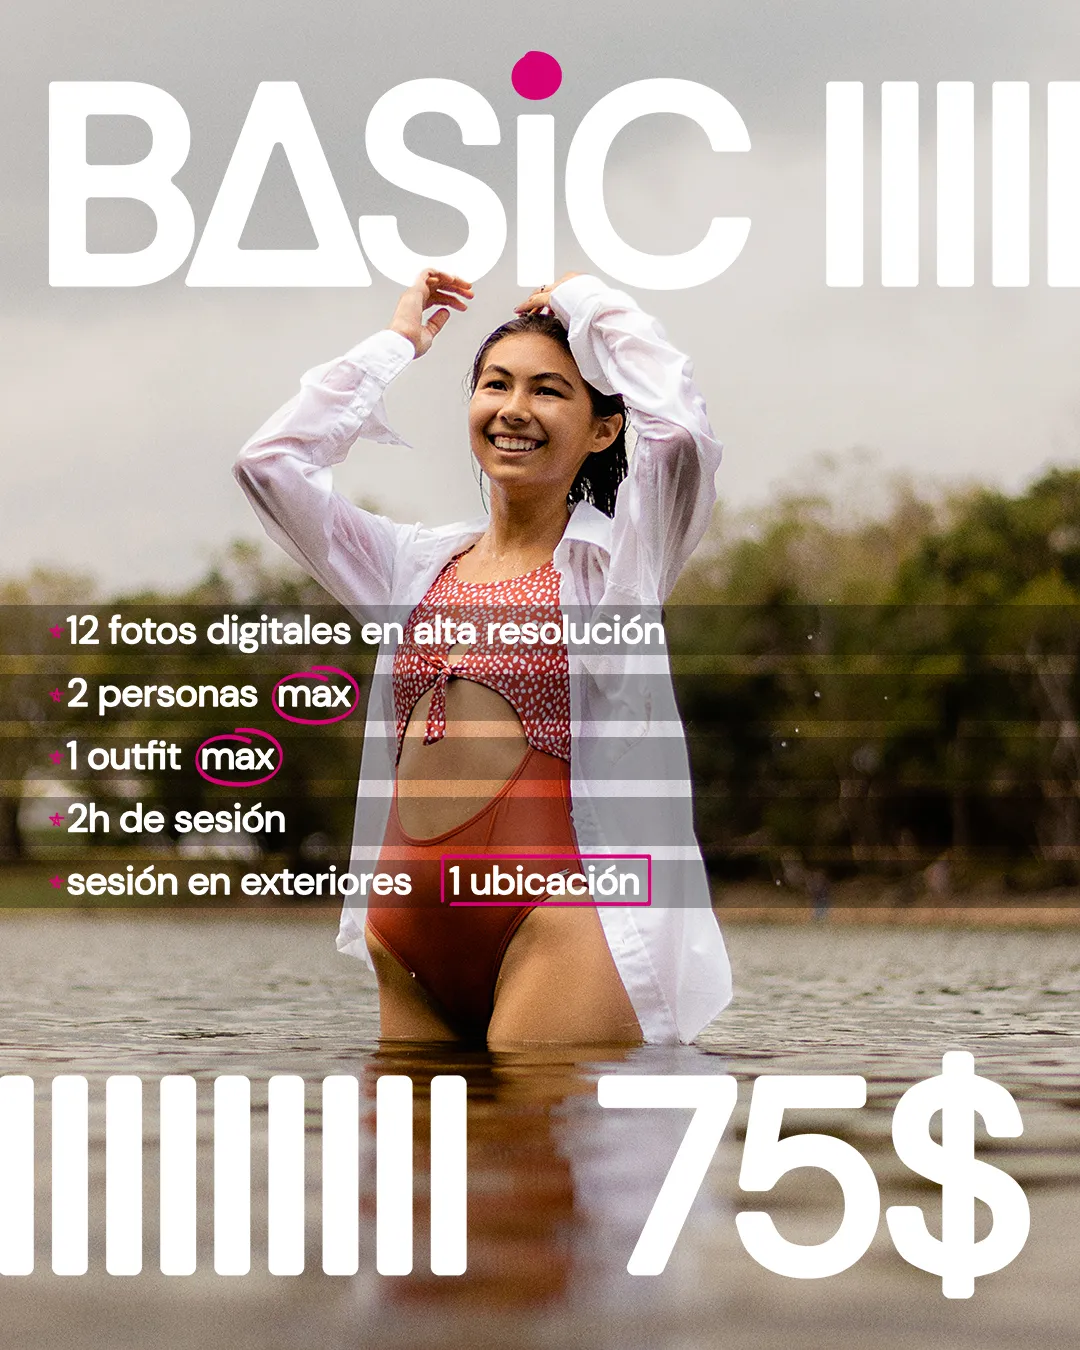 BASiC
*12 fotos digitales en alta resolución
*2 personas max
*1 outfit max
*2h de sesión
*sesión en exteriores 1 ubicación
75$